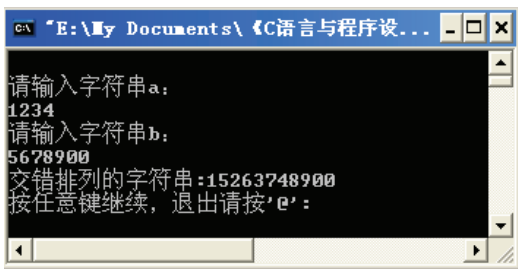 "E:\My Documents\《C语言与程序设...
请输入字符串a:
1234
请输入字符串b:
5678900
交错排列的字符串:15263748900
按任意键继续, 退出请按'@':